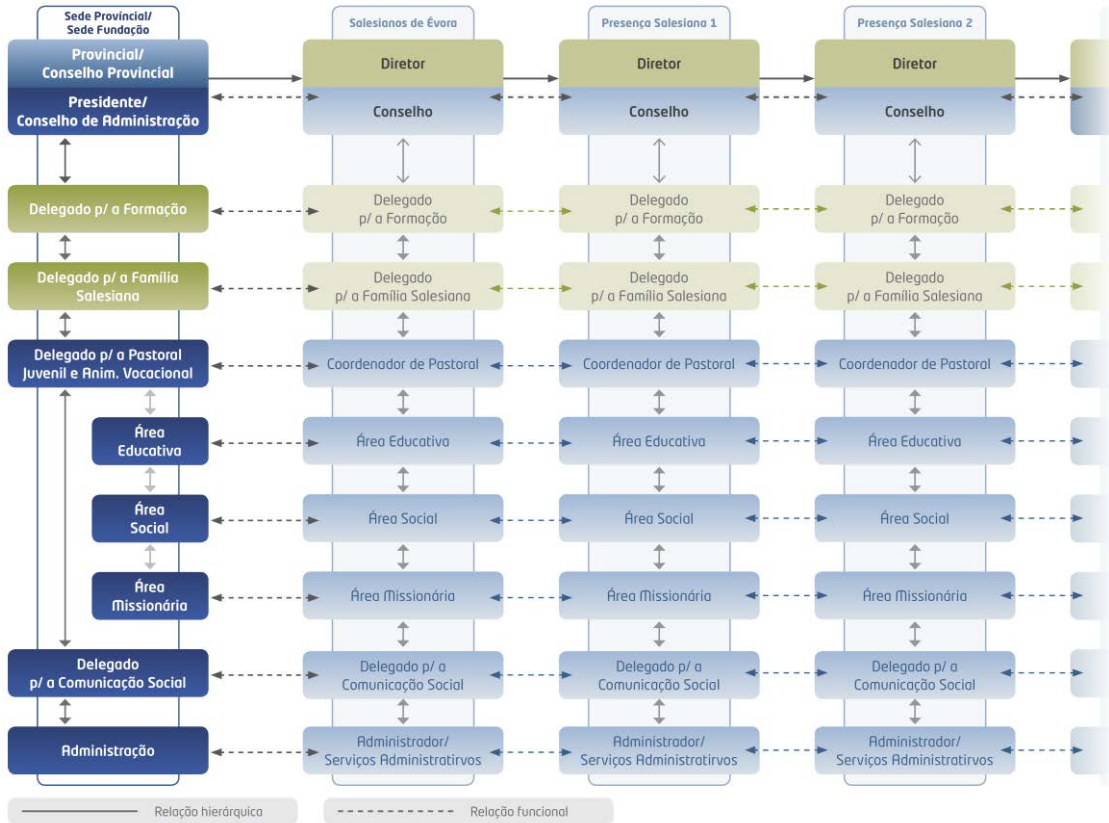 Sede Provincial/
Sede Fundação
Salesianos de Évora
Presença Salesiana 1
Presença Salesiana 2
Provincial/
Conselho Provincial
Diretor
Diretor
Diretor
Presidente/
Conselho de Administração
Conselho
Conselho
Conselho
Delegado p/ a Formação
Delegado
p/ a Formação
Delegado
p/ a Formação
Delegado
p/ a Formação
Delegado p/ a Família
Salesiana
Delegado
p/ a Família Salesiana
Delegado
p/ a Família Salesiana
Delegado
p/ a Família Salesiana
Delegado p/ a Pastoral
Juvenil e Anim. Vocacional
Coordenador de Pastoral
Coordenador de Pastoral
Coordenador de Pastoral
Área
Educativa
Área Educativa
Área Educativa
Área Educativa
Área
Social
Área Social
Área Social
Área Social
Área
Missionária
Área Missionária
Área Missionária
Área Missionária
Delegado
p/ a Comunicação Social
Delegado p/ a
Comunicação Social
Delegado p/ a
Comunicação Social
Delegado p/ a
Comunicação Social
Administração
Administrador/
Serviços Administratirvos
Administrador/
Serviços Administratirvos
Administrador/
Serviços Administratirvos
Relação hierárquica
Relação funcional